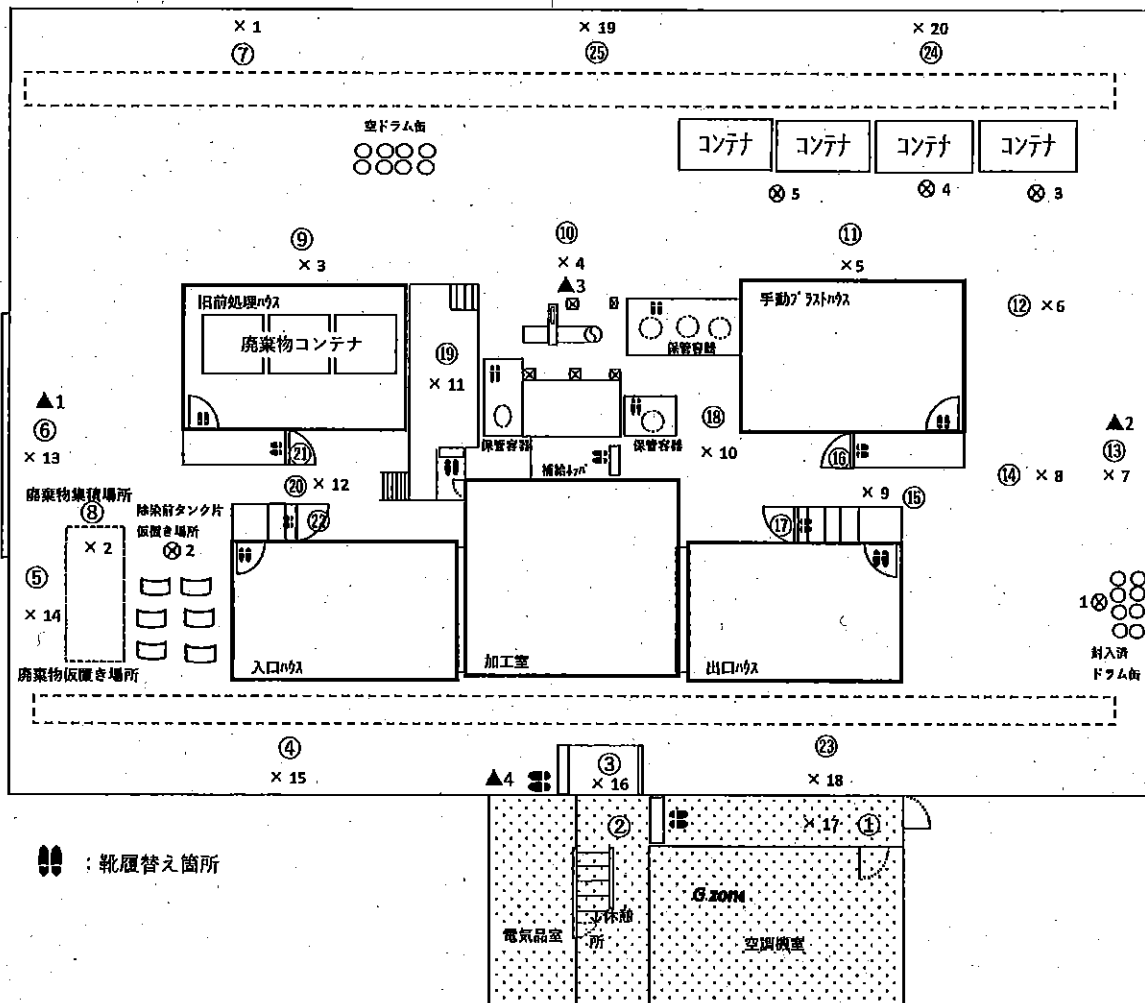 × 1
× 19
× 20
⑦
㉕
㉔
空ドラム缶
コンテナ
コンテナ
コンテナ
コンテナ
⊗ 5
⊗ 4
⊗ 3
⑨
⑩
⑪
× 3
× 4
× 5
▲3
旧前処理ハウス
手動ブラストハウス
⑫ × 6
廃棄物コンテナ
保管容器
⑲
× 11
▲1
⑥
× 13
⑱
× 10
▲2
⑬
× 7
保管容器
保管容器
㉑
⑯
補給ホッパ
⑭ × 8
⑳ × 12
× 9 ⑮
廃棄物集積場所
⑧
× 2
除染前タンク片
仮置き場所
⊗ 2
㉒
⑰
⑤
× 14
1⊗
封入済
ドラム缶
廃棄物仮置き場所
入口ハウス
加工室
出口ハウス
④
× 15
▲4
③
× 16
㉓
× 18
②
× 17
①
：靴履替え箇所
G.zone
電気品室
休憩
所
空調機室